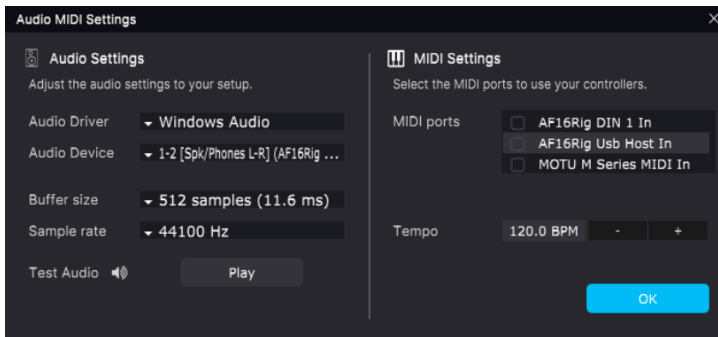 Audio MIDI Settings
Audio Settings
Adjust the audio settings to your setup.
Audio Driver
Windows Audio
Audio Device
1-2 [Spk/Phones L-R] (AF16Rig ...
Buffer size
512 samples (11.6 ms)
Sample rate
44100 Hz
Test Audio
Play
MIDI Settings
Select the MIDI ports to use your controllers.
MIDI ports
AF16Rig DIN 1 In
AF16Rig Usb Host In
MOTU M Series MIDI In
Tempo
120.0 BPM
-
+
OK